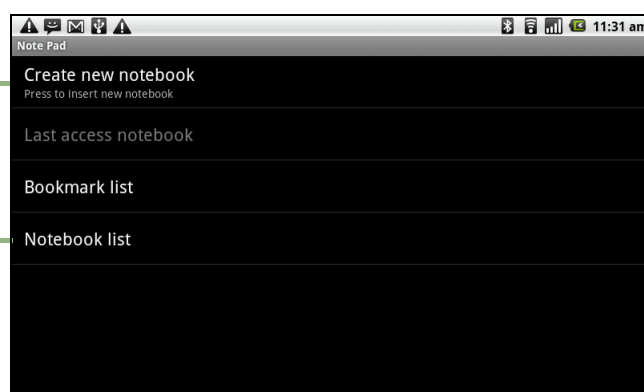 11:31 am
Note Pad
Create new notebook
Press to Insert new notebook
Last access notebook
Bookmark list
Notebook list